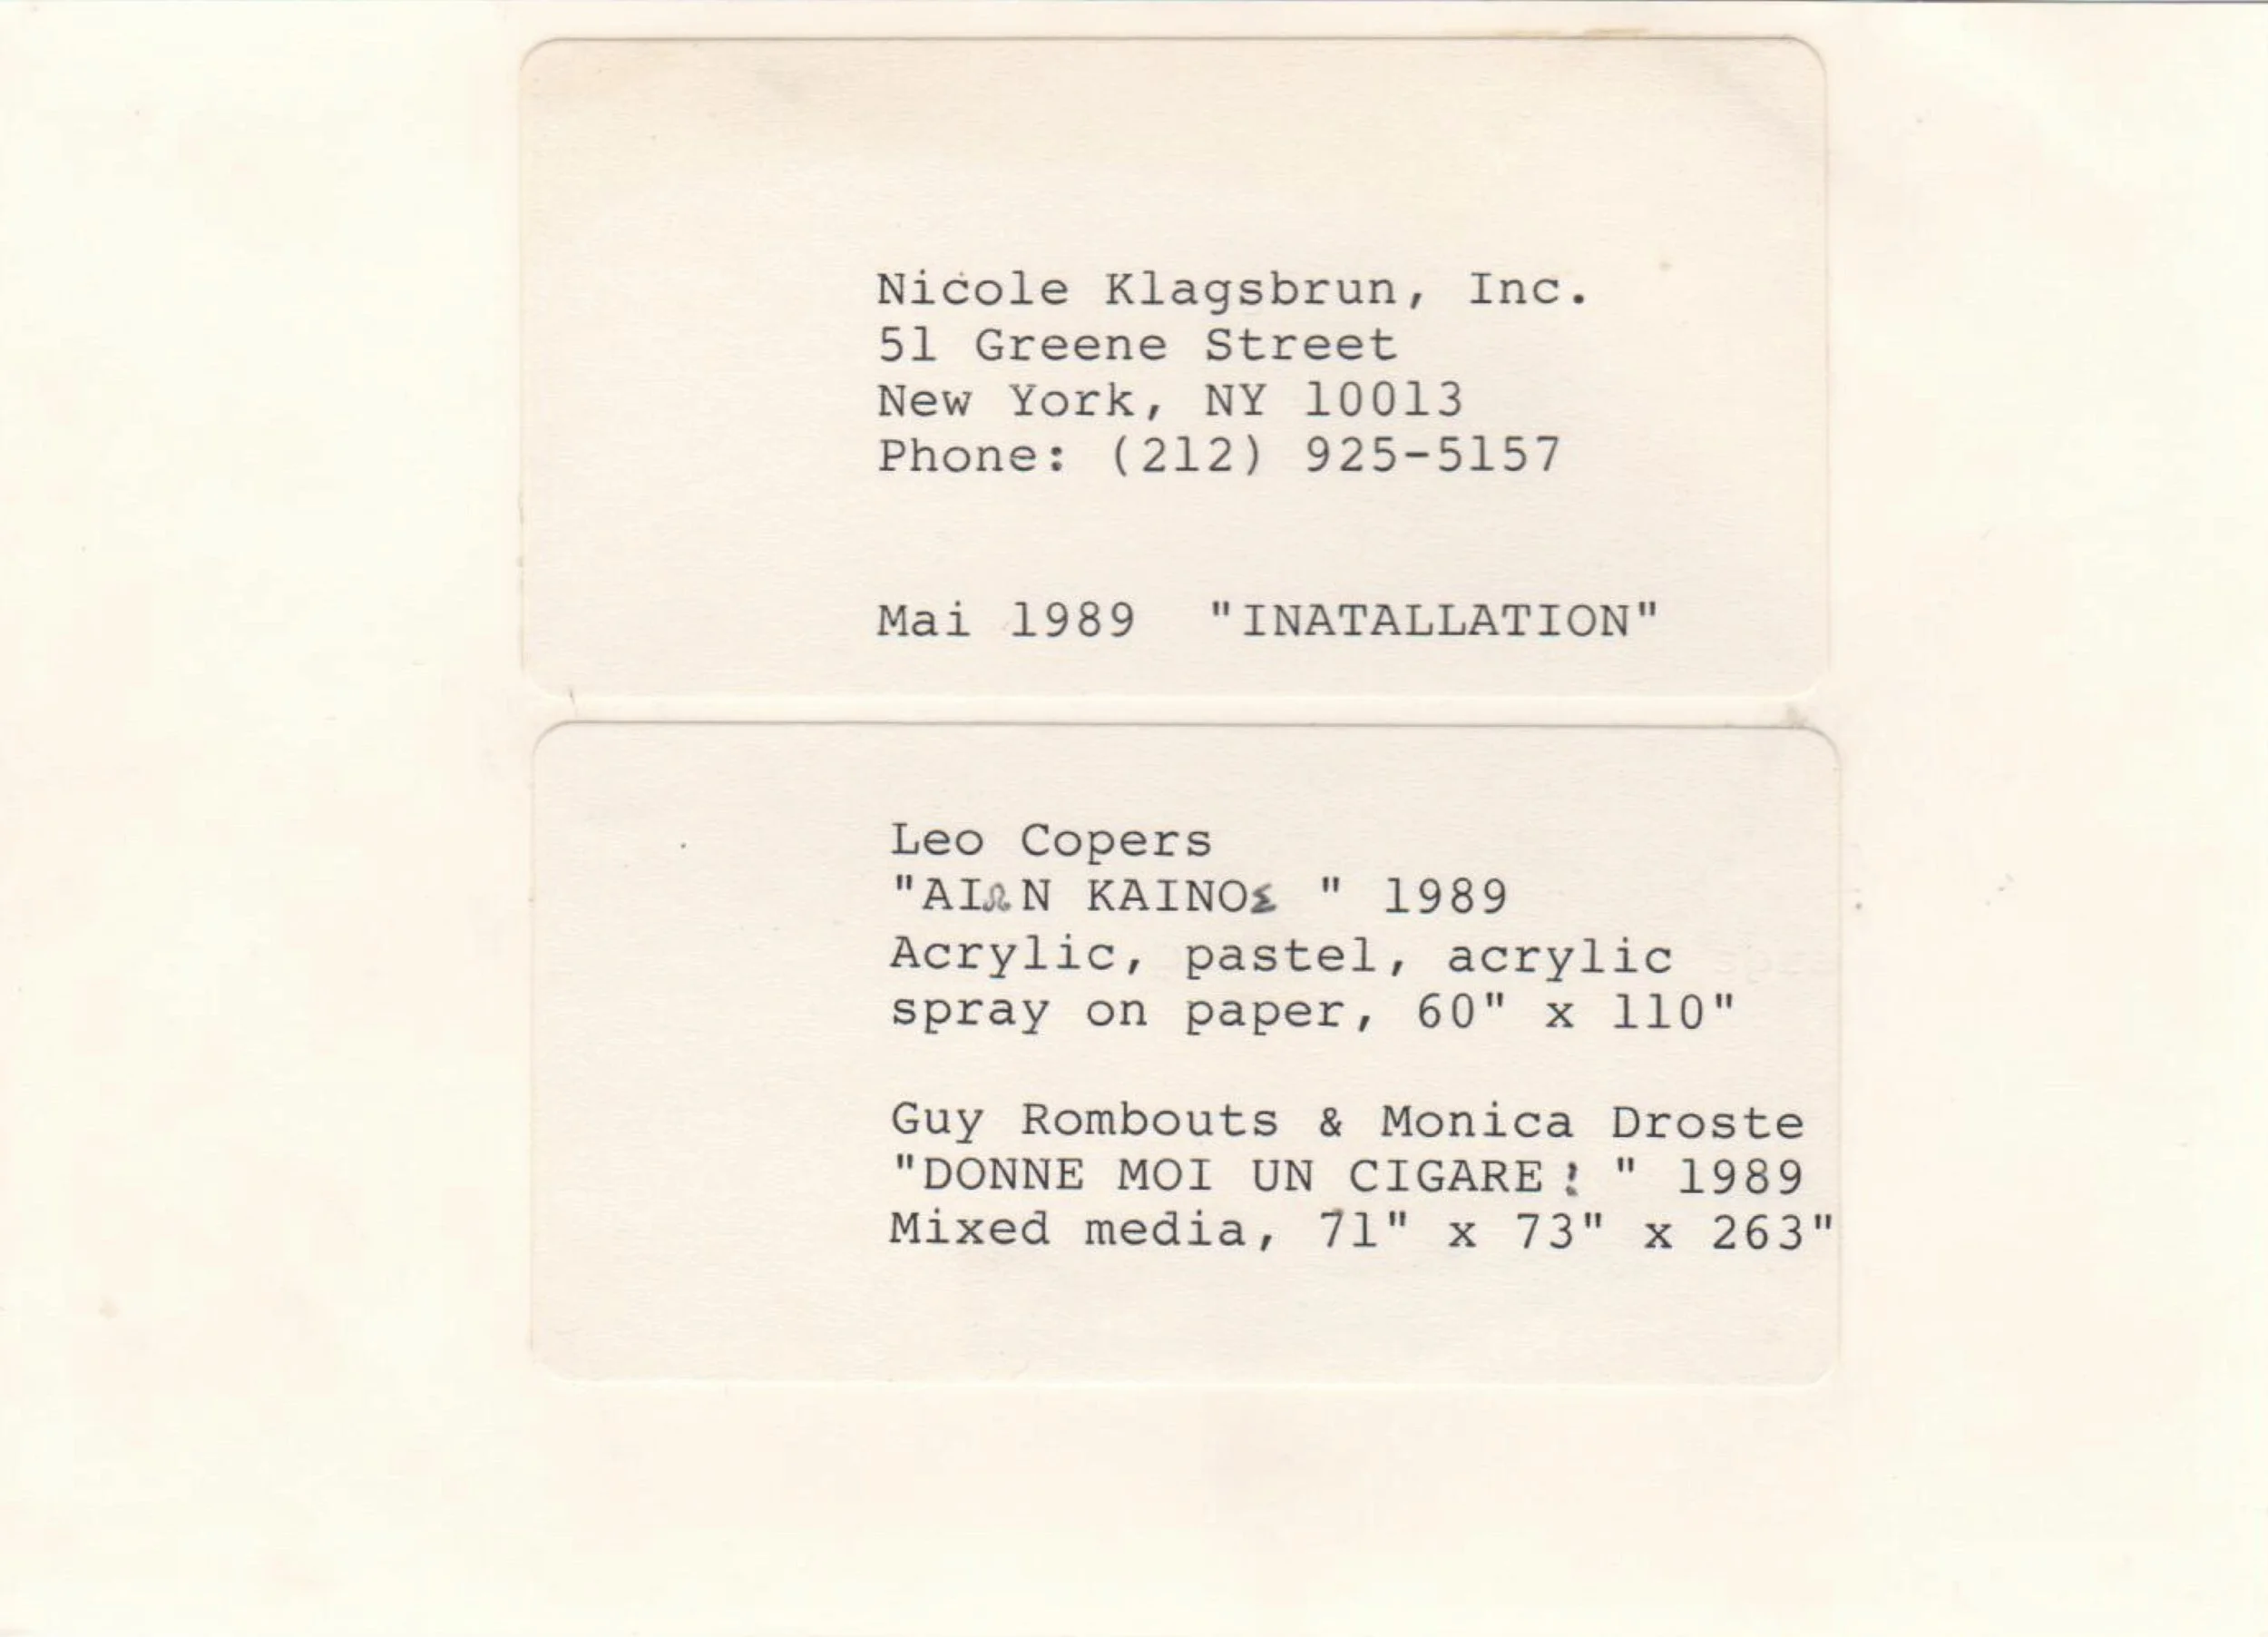 Nicole Klagsbrun, Inc.
51 Greene Street
New York, NY 10013
Phone: (212) 925-5157
Mai 1989 "INATALLATION"
Leo Copers
"AIΩN KAINOΣ " 1989
Acrylic, pastel, acrylic
spray on paper, 60" x 110"
Guy Rombouts & Monica Droste
"DONNE MOI UN CIGARE! " 1989
Mixed media, 71" x 73" x 263"